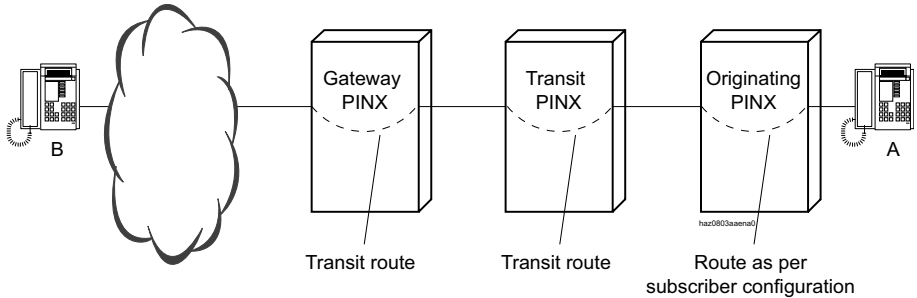 Gateway
PINX
Transit
PINX
Originating
PINX
B
A
haz0803aaena0
Transit route
Transit route
Route as per
subscriber configuration